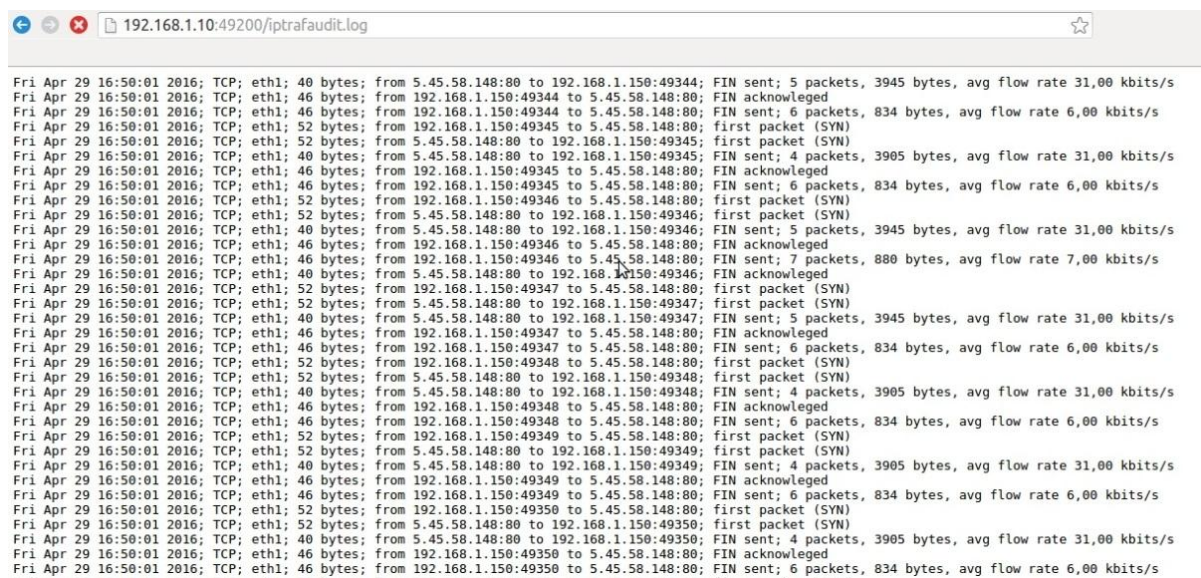 192.168.1.10:49200/iptrafaudit.log
Fri Apr 29 16:50:01 2016; TCP; eth1; 40 bytes; from 5.45.58.148:80 to 192.168.1.150:49344; FIN sent; 5 packets, 3945 bytes, avg flow rate 31,00 kbits/s
Fri Apr 29 16:50:01 2016; TCP; eth1; 46 bytes; from 192.168.1.150:49344 to 5.45.58.148:80; FIN acknowleged
Fri Apr 29 16:50:01 2016; TCP; eth1; 46 bytes; from 192.168.1.150:49344 to 5.45.58.148:80; FIN sent; 6 packets, 834 bytes, avg flow rate 6,00 kbits/s
Fri Apr 29 16:50:01 2016; TCP; eth1; 52 bytes; from 192.168.1.150:49345 to 5.45.58.148:80; first packet (SYN)
Fri Apr 29 16:50:01 2016; TCP; eth1; 52 bytes; from 5.45.58.148:80 to 192.168.1.150:49345; first packet (SYN)
Fri Apr 29 16:50:01 2016; TCP; eth1; 40 bytes; from 5.45.58.148:80 to 192.168.1.150:49345; FIN sent; 4 packets, 3905 bytes, avg flow rate 31,00 kbits/s
Fri Apr 29 16:50:01 2016; TCP; eth1; 46 bytes; from 192.168.1.150:49345 to 5.45.58.148:80; FIN acknowleged
Fri Apr 29 16:50:01 2016; TCP; eth1; 46 bytes; from 192.168.1.150:49345 to 5.45.58.148:80; FIN sent; 6 packets, 834 bytes, avg flow rate 6,00 kbits/s
Fri Apr 29 16:50:01 2016; TCP; eth1; 52 bytes; from 192.168.1.150:49346 to 5.45.58.148:80; first packet (SYN)
Fri Apr 29 16:50:01 2016; TCP; eth1; 52 bytes; from 5.45.58.148:80 to 192.168.1.150:49346; first packet (SYN)
Fri Apr 29 16:50:01 2016; TCP; eth1; 40 bytes; from 5.45.58.148:80 to 192.168.1.150:49346; FIN sent; 5 packets, 3945 bytes, avg flow rate 31,00 kbits/s
Fri Apr 29 16:50:01 2016; TCP; eth1; 46 bytes; from 192.168.1.150:49346 to 5.45.58.148:80; FIN acknowleged
Fri Apr 29 16:50:01 2016; TCP; eth1; 46 bytes; from 192.168.1.150:49346 to 5.45.58.148:80; FIN sent; 7 packets, 880 bytes, avg flow rate 7,00 kbits/s
Fri Apr 29 16:50:01 2016; TCP; eth1; 40 bytes; from 5.45.58.148:80 to 192.168.1.150:49346; FIN acknowleged
Fri Apr 29 16:50:01 2016; TCP; eth1; 52 bytes; from 192.168.1.150:49347 to 5.45.58.148:80; first packet (SYN)
Fri Apr 29 16:50:01 2016; TCP; eth1; 52 bytes; from 5.45.58.148:80 to 192.168.1.150:49347; first packet (SYN)
Fri Apr 29 16:50:01 2016; TCP; eth1; 40 bytes; from 5.45.58.148:80 to 192.168.1.150:49347; FIN sent; 5 packets, 3945 bytes, avg flow rate 31,00 kbits/s
Fri Apr 29 16:50:01 2016; TCP; eth1; 46 bytes; from 192.168.1.150:49347 to 5.45.58.148:80; FIN acknowleged
Fri Apr 29 16:50:01 2016; TCP; eth1; 46 bytes; from 192.168.1.150:49347 to 5.45.58.148:80; FIN sent; 6 packets, 834 bytes, avg flow rate 6,00 kbits/s
Fri Apr 29 16:50:01 2016; TCP; eth1; 52 bytes; from 192.168.1.150:49348 to 5.45.58.148:80; first packet (SYN)
Fri Apr 29 16:50:01 2016; TCP; eth1; 52 bytes; from 5.45.58.148:80 to 192.168.1.150:49348; first packet (SYN)
Fri Apr 29 16:50:01 2016; TCP; eth1; 40 bytes; from 5.45.58.148:80 to 192.168.1.150:49348; FIN sent; 4 packets, 3905 bytes, avg flow rate 31,00 kbits/s
Fri Apr 29 16:50:01 2016; TCP; eth1; 46 bytes; from 192.168.1.150:49348 to 5.45.58.148:80; FIN acknowleged
Fri Apr 29 16:50:01 2016; TCP; eth1; 46 bytes; from 192.168.1.150:49348 to 5.45.58.148:80; FIN sent; 6 packets, 834 bytes, avg flow rate 6,00 kbits/s
Fri Apr 29 16:50:01 2016; TCP; eth1; 52 bytes; from 192.168.1.150:49349 to 5.45.58.148:80; first packet (SYN)
Fri Apr 29 16:50:01 2016; TCP; eth1; 52 bytes; from 5.45.58.148:80 to 192.168.1.150:49349; first packet (SYN)
Fri Apr 29 16:50:01 2016; TCP; eth1; 40 bytes; from 5.45.58.148:80 to 192.168.1.150:49349; FIN sent; 4 packets, 3905 bytes, avg flow rate 31,00 kbits/s
Fri Apr 29 16:50:01 2016; TCP; eth1; 46 bytes; from 192.168.1.150:49349 to 5.45.58.148:80; FIN acknowleged
Fri Apr 29 16:50:01 2016; TCP; eth1; 46 bytes; from 192.168.1.150:49349 to 5.45.58.148:80; FIN sent; 6 packets, 834 bytes, avg flow rate 6,00 kbits/s
Fri Apr 29 16:50:01 2016; TCP; eth1; 52 bytes; from 192.168.1.150:49350 to 5.45.58.148:80; first packet (SYN)
Fri Apr 29 16:50:01 2016; TCP; eth1; 52 bytes; from 5.45.58.148:80 to 192.168.1.150:49350; first packet (SYN)
Fri Apr 29 16:50:01 2016; TCP; eth1; 40 bytes; from 5.45.58.148:80 to 192.168.1.150:49350; FIN sent; 4 packets, 3905 bytes, avg flow rate 31,00 kbits/s
Fri Apr 29 16:50:01 2016; TCP; eth1; 46 bytes; from 192.168.1.150:49350 to 5.45.58.148:80; FIN acknowleged
Fri Apr 29 16:50:01 2016; TCP; eth1; 46 bytes; from 192.168.1.150:49350 to 5.45.58.148:80; FIN sent; 6 packets, 834 bytes, avg flow rate 6,00 kbits/s